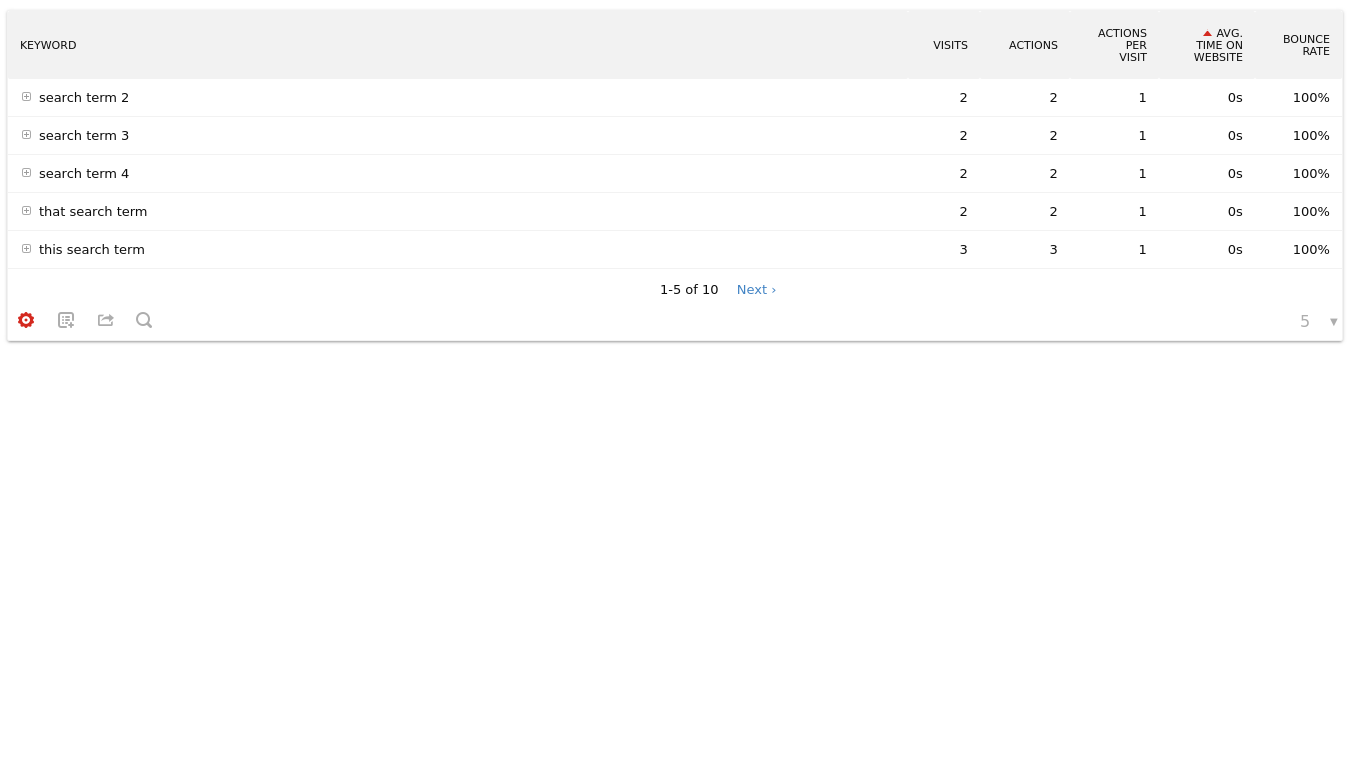 KEYWORD VISITS ACTIONS ACTIONS PER VISIT AVG. TIME ON WEBSITE BOUNCE RATE
search term 2 2 2 1 0s 100%
search term 3 2 2 1 0s 100%
search term 4 2 2 1 0s 100%
that search term 2 2 1 0s 100%
this search term 3 3 1 0s 100%
1-5 of 10 Next ›
5